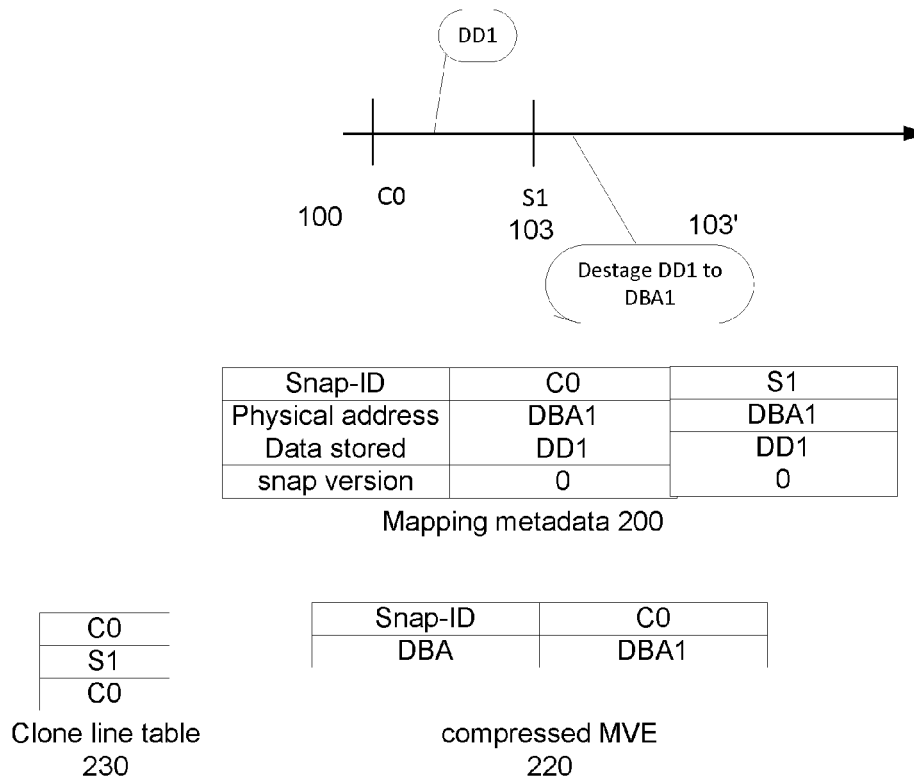 DD1
C0
S1
100
103
103'
Destage DD1 to
DBA1
Snap-ID C0 S1
Physical address DBA1 DBA1
Data stored DD1 DD1
snap version 0 0
Mapping metadata 200
C0
S1
C0
Clone line table
230
Snap-ID C0
DBA DBA1
compressed MVE
220